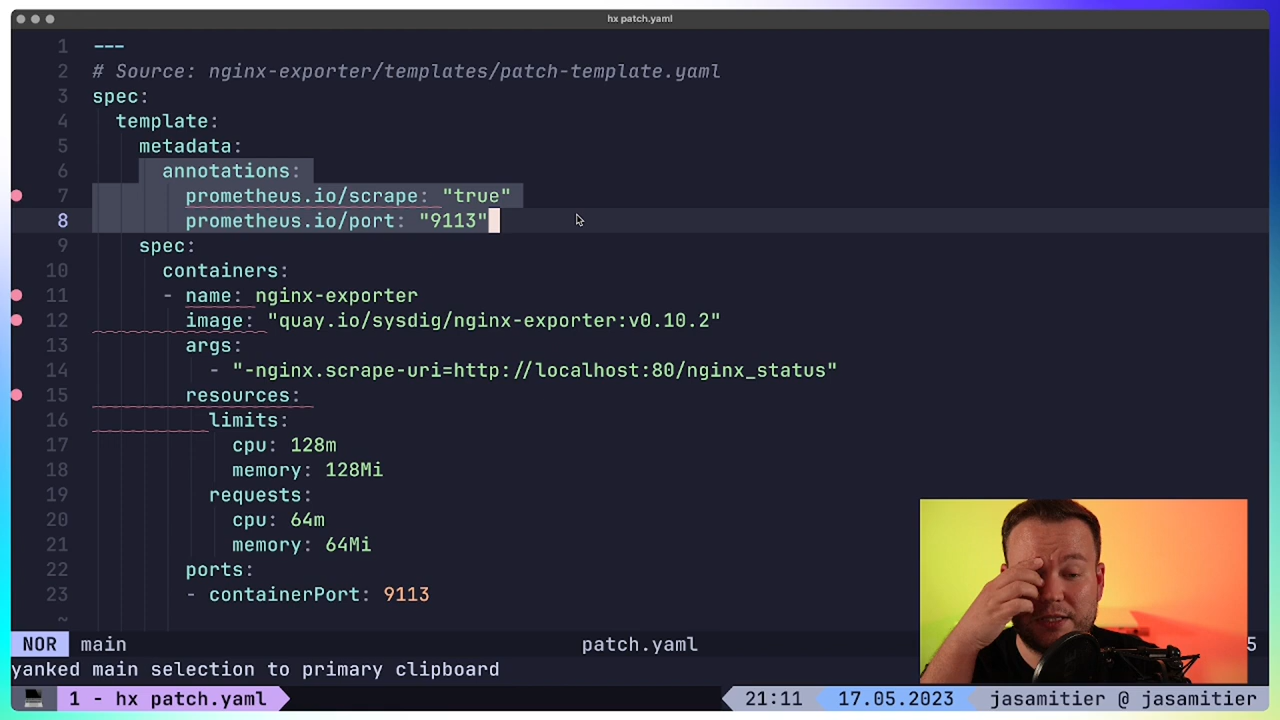 hx patch.yaml
1 ---
2 # Source: nginx-exporter/templates/patch-template.yaml
3 spec:
4 template:
5 metadata:
6 annotations:
7 prometheus.io/scrape: "true"
8 prometheus.io/port: "9113"
9 spec:
10 containers:
11 - name: nginx-exporter
12 image: "quay.io/sysdig/nginx-exporter:v0.10.2"
13 args:
14 - "-nginx.scrape-uri=http://localhost:80/nginx_status"
15 resources:
16 limits:
17 cpu: 128m
18 memory: 128Mi
19 requests:
20 cpu: 64m
21 memory: 64Mi
22 ports:
23 - containerPort: 9113
~
NOR main patch.yaml 5
yanked main selection to primary clipboard
1 - hx patch.yaml 21:11 17.05.2023 jasamitier @ jasamitier